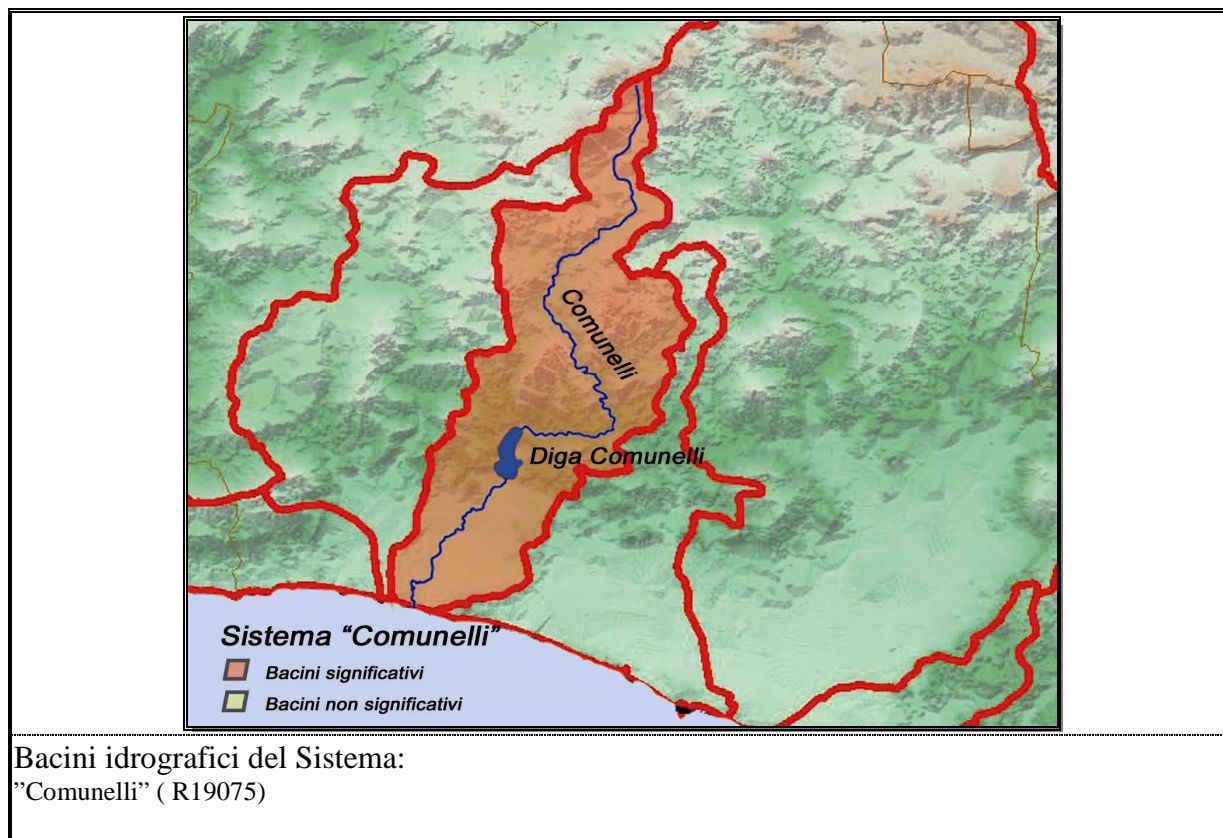 Comunelli
Diga Comunelli
Sistema “Comunelli”
Bacini significativi
Bacini non significativi
Bacini idrografici del Sistema:
”Comunelli” ( R19075)